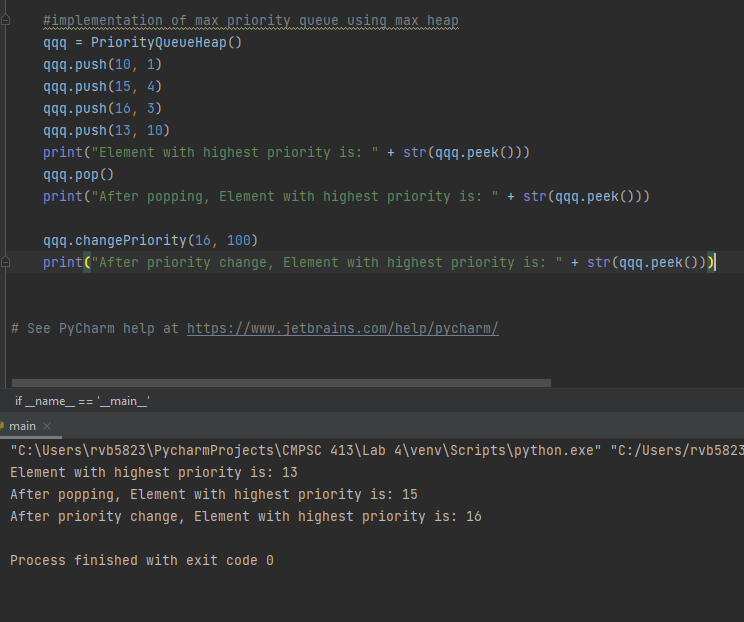 #implementation of max priority queue using max heap
qqq = PriorityQueueHeap()
qqq.push(10, 1)
qqq.push(15, 4)
qqq.push(16, 3)
qqq.push(13, 10)
print("Element with highest priority is: " + str(qqq.peek()))
qqq.pop()
print("After popping, Element with highest priority is: " + str(qqq.peek()))
qqq.changePriority(16, 100)
print("After priority change, Element with highest priority is: " + str(qqq.peek()))
# See PyCharm help at https://www.jetbrains.com/help/pycharm/
if __name__ == '__main__'
main
"C:\Users\rvb5823\PycharmProjects\CMPSC 413\Lab 4\venv\Scripts\python.exe" "C:/Users/rvb5823
Element with highest priority is: 13
After popping, Element with highest priority is: 15
After priority change, Element with highest priority is: 16
Process finished with exit code 0